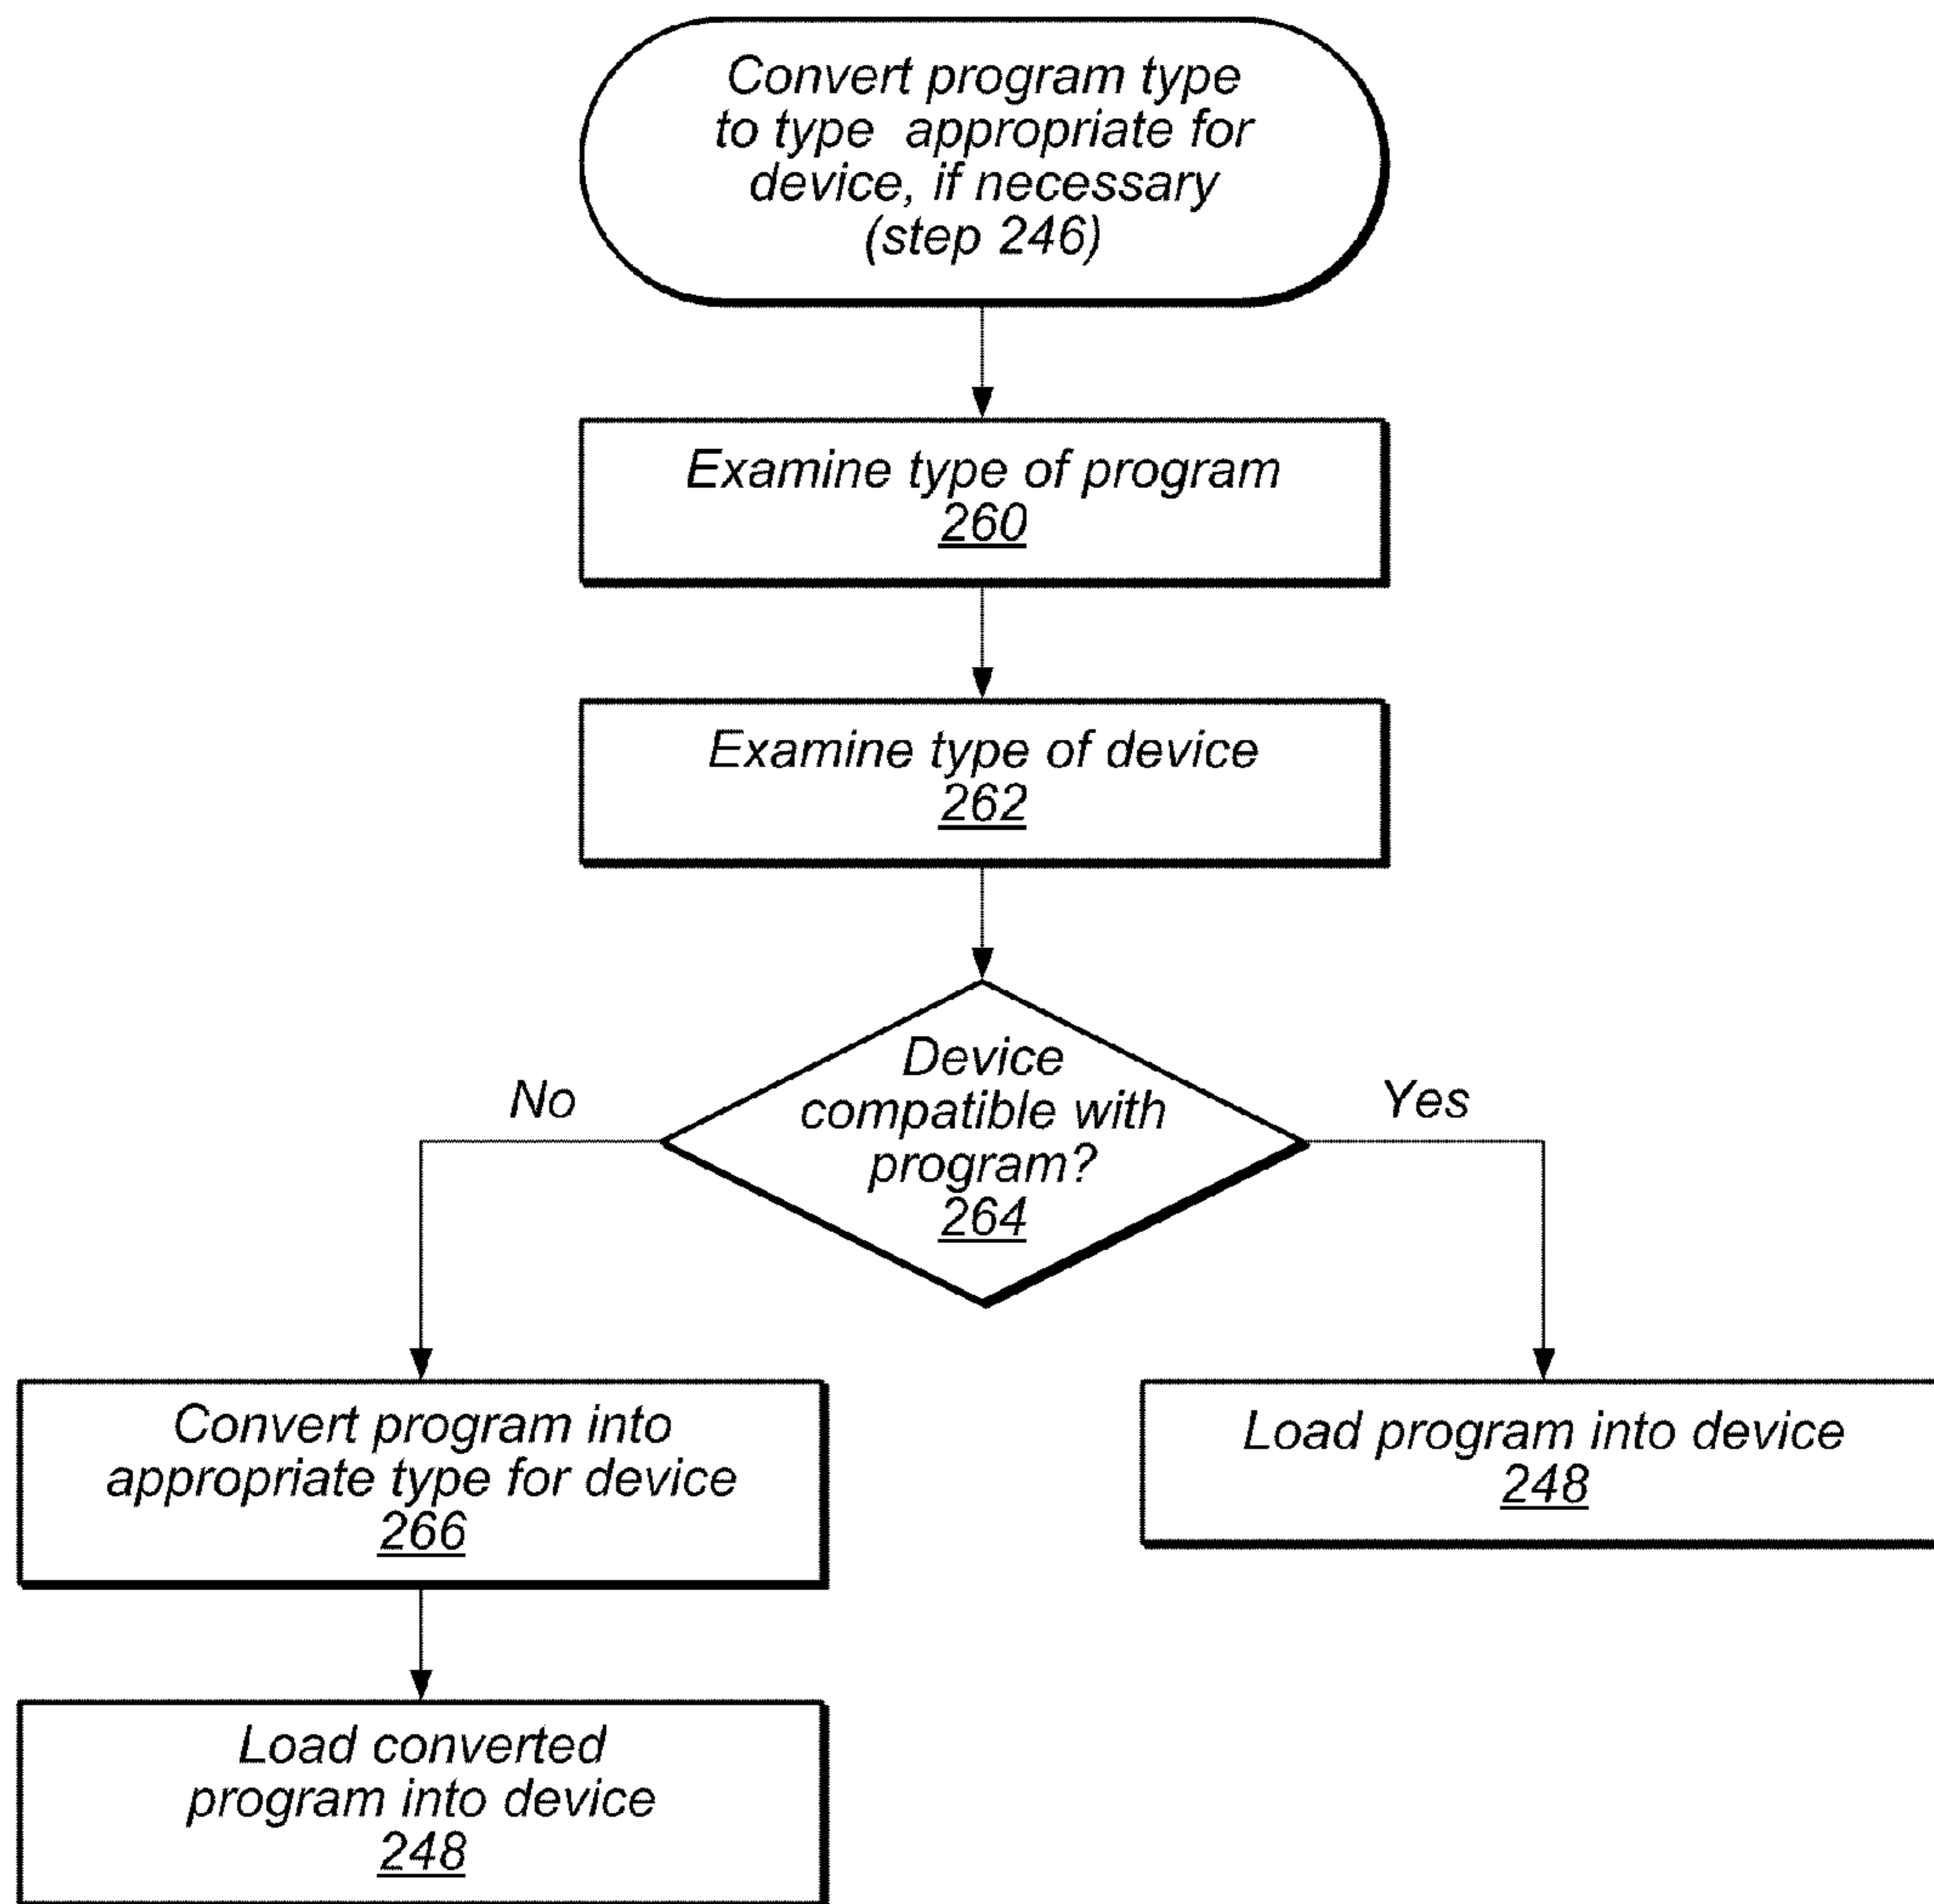 Convert program type
to type appropriate for
device, if necessary
(step 246)
Examine type of program
260
Examine type of device
262
Device
compatible with
program?
264
No
Yes
Convert program into
appropriate type for device
266
Load program into device
248
Load converted
program into device
248